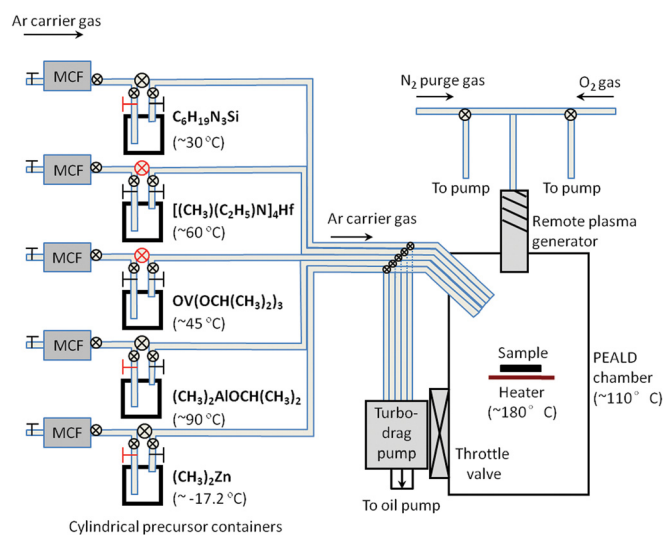 Ar carrier gas
MCF
C₆H₁₉N₃Si
(~30 °C)
MCF
[(CH₃)(C₂H₅)N]₄Hf
(~60 °C)
MCF
OV(OCH(CH₃)₂)₃
(~45 °C)
MCF
(CH₃)₂AlOCH(CH₃)₂
(~90 °C)
MCF
(CH₃)₂Zn
(~ -17.2 °C)
Cylindrical precursor containers
N₂ purge gas
O₂ gas
To pump
To pump
Remote plasma
generator
Ar carrier gas
Sample
Heater
(~180° C)
PEALD
chamber
(~110° C)
Turbo-
drag
pump
Throttle
valve
To oil pump